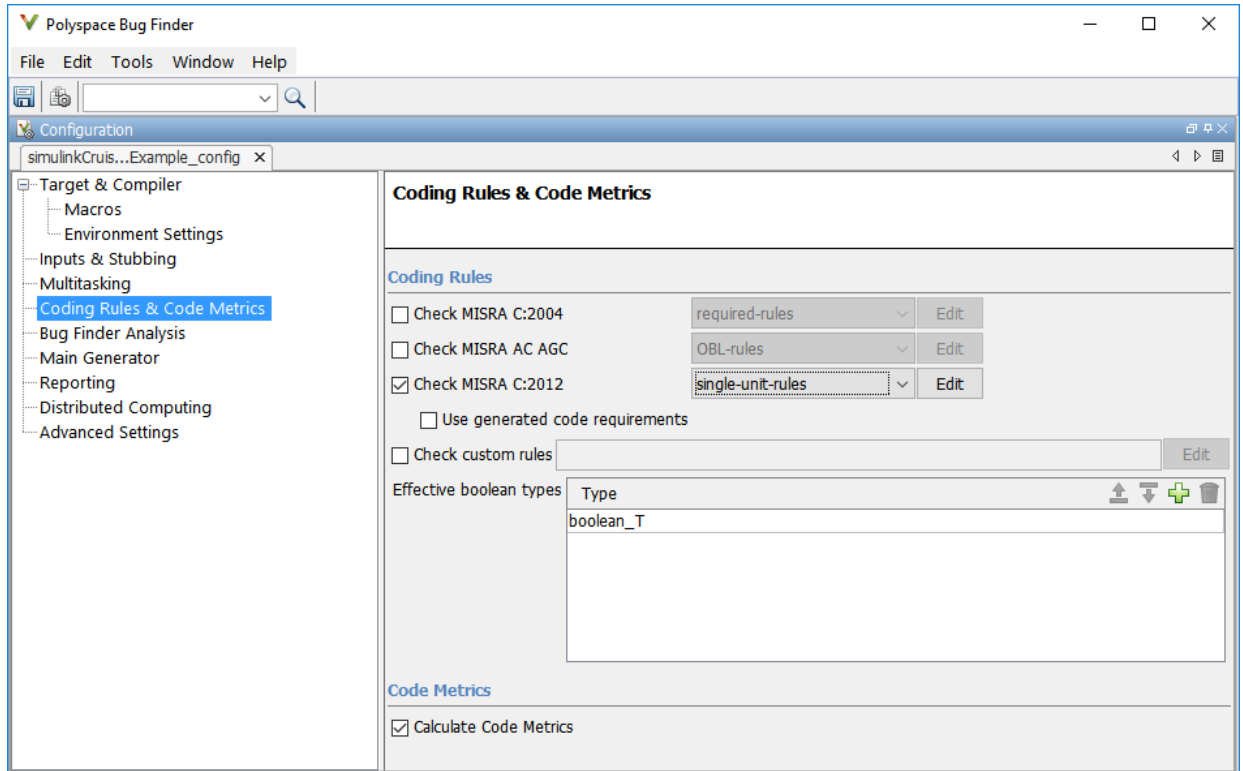 Polyspace Bug Finder
File Edit Tools Window Help
Configuration
simulinkCruis...Example_config
Target & Compiler
Macros
Environment Settings
Inputs & Stubbing
Multitasking
Coding Rules & Code Metrics
Bug Finder Analysis
Main Generator
Reporting
Distributed Computing
Advanced Settings
Coding Rules & Code Metrics
Coding Rules
Check MISRA C:2004 required-rules Edit
Check MISRA AC AGC OBL-rules Edit
Check MISRA C:2012 single-unit-rules Edit
Use generated code requirements
Check custom rules Edit
Effective boolean types Type
boolean_T
Code Metrics
Calculate Code Metrics